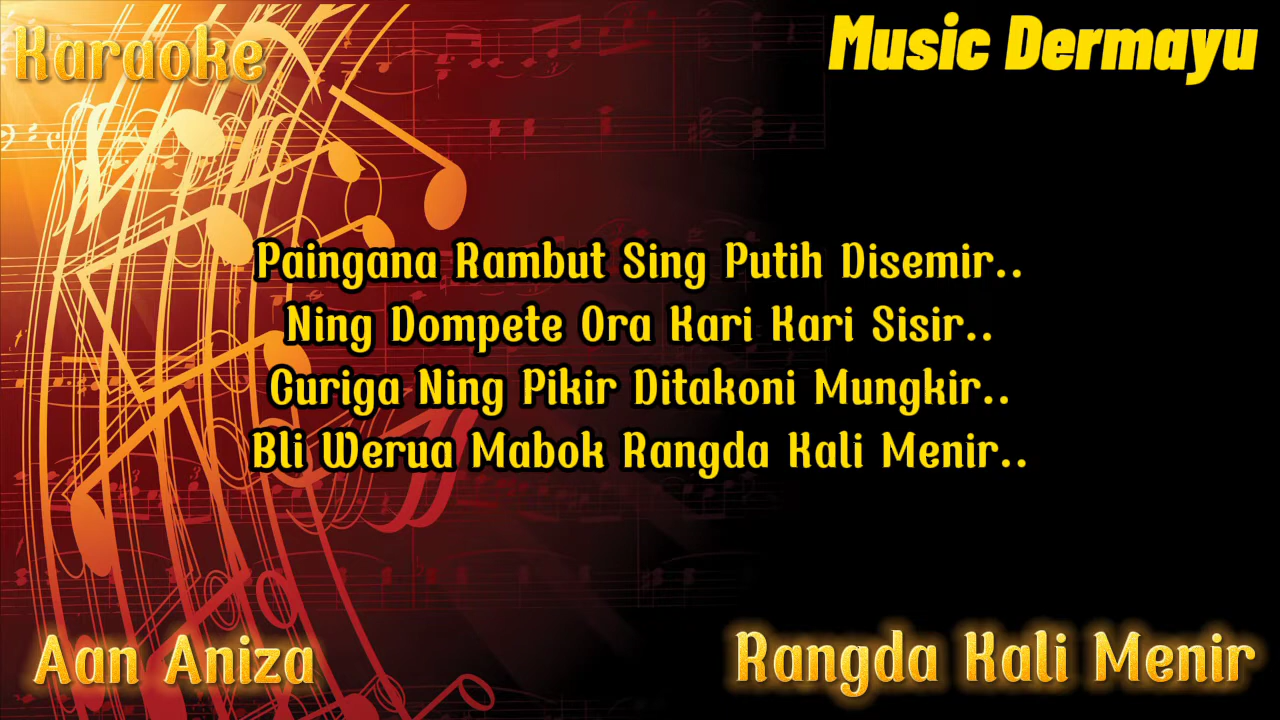 Karaoke
Music Dermayu
Paingana Rambut Sing Putih Disemir..
Ning Dompete Ora Kari Kari Sisir..
Curiga Ning Pikir Ditakoni Mungkir..
Bli Werua Mabok Rangda Kali Menir..
Aan Aniza
Rangda Kali Menir